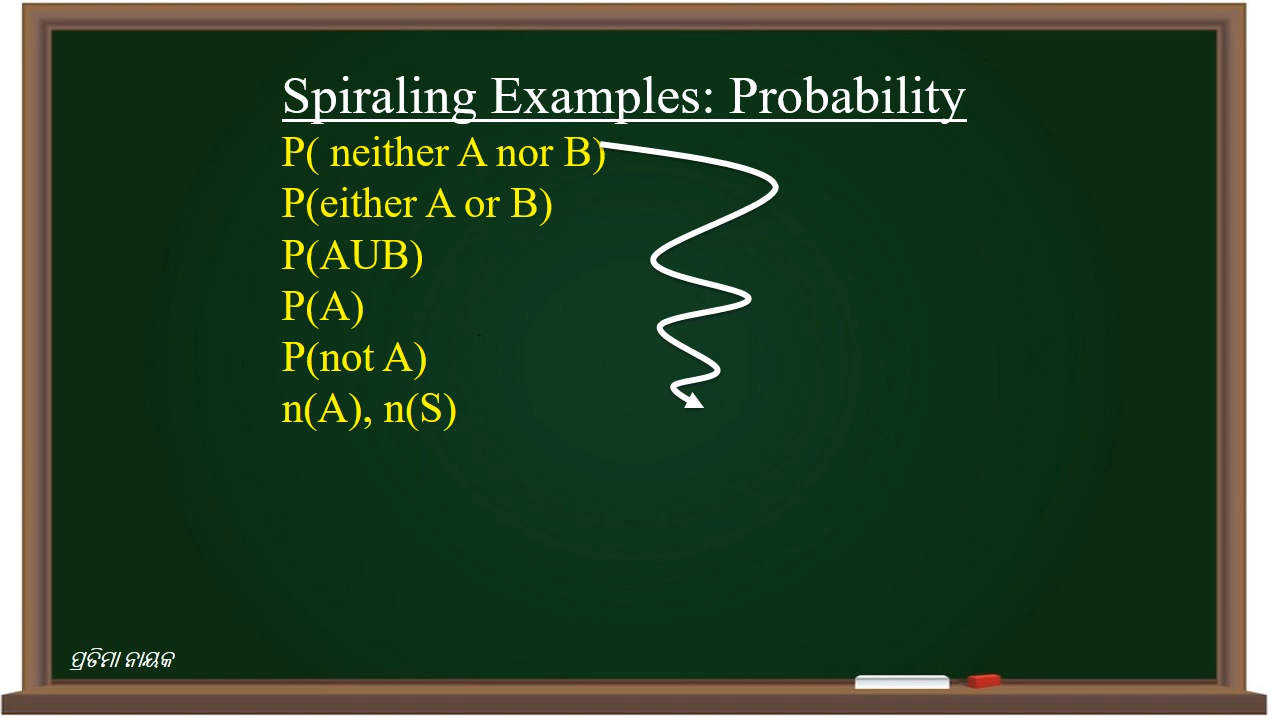 Spiraling Examples: Probability
P( neither A nor B)
P(either A or B)
P(AUB)
P(A)
P(not A)
n(A), n(S)
ପ୍ରତିମା ନାୟକ